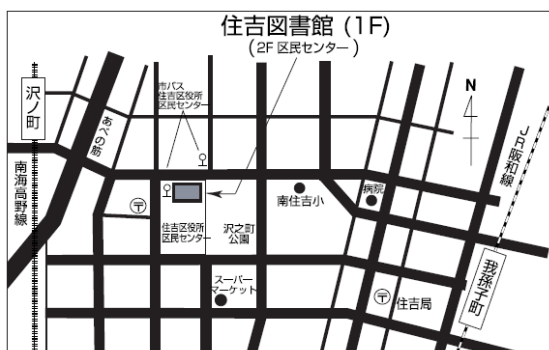 住吉図書館 (1F)
(2F 区民センター)
沢ノ町
市バス
住吉区役所
区民センター
あべの筋
N
JR阪和線
南海高野線
〒
住吉区役所
区民センター
沢之町
公園
南住吉小
病院
スーパー
マーケット
〒
住吉局
我孫子町